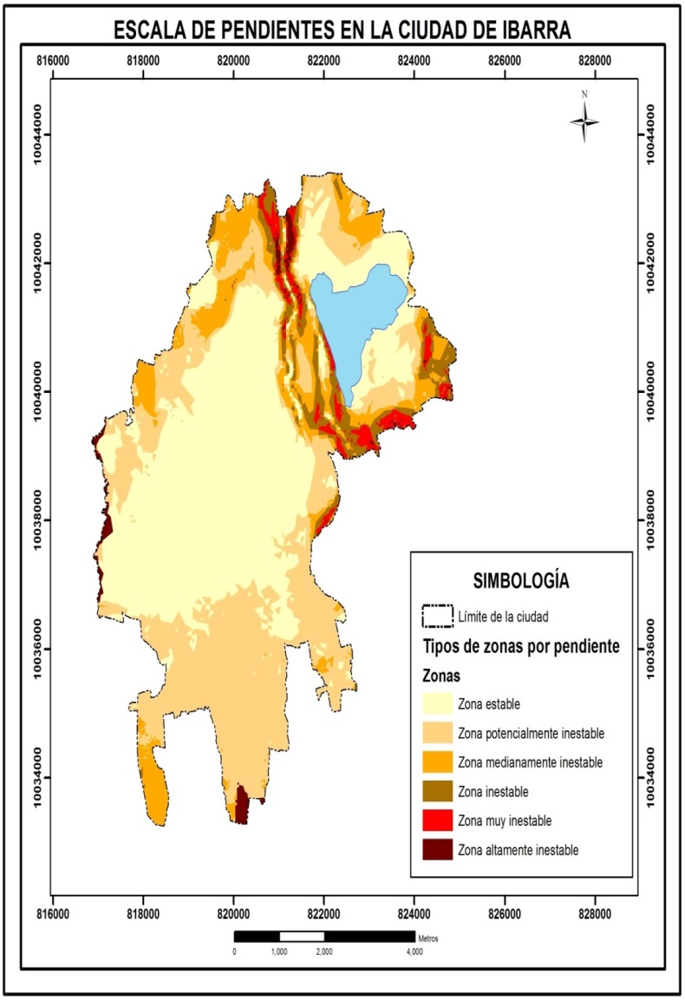 ESCALA DE PENDIENTES EN LA CIUDAD DE IBARRA
816000 818000 820000 822000 824000 826000 828000
N
10044000 10044000
10042000 10042000
10040000 10040000
10038000 10038000
10036000 10036000
10034000 10034000
SIMBOLOGÍA
Límite de la ciudad
Tipos de zonas por pendiente
Zonas
Zona estable
Zona potencialmente inestable
Zona medianamente inestable
Zona inestable
Zona muy inestable
Zona altamente inestable
816000 818000 820000 822000 824000 826000 828000
Metros
0 1,000 2,000 4,000